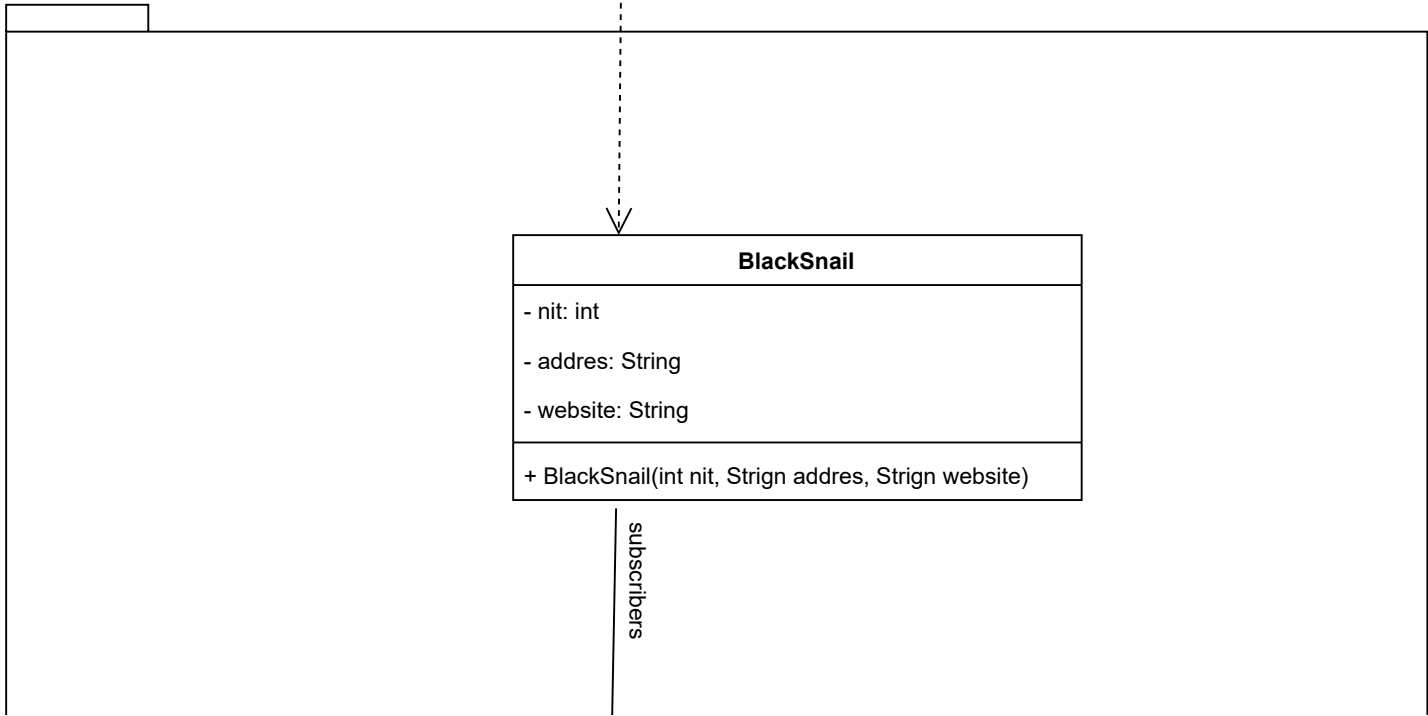 BlackSnail
- nit: int
- addres: String
- website: String
+ BlackSnail(int nit, Strign addres, Strign website)
subscribers